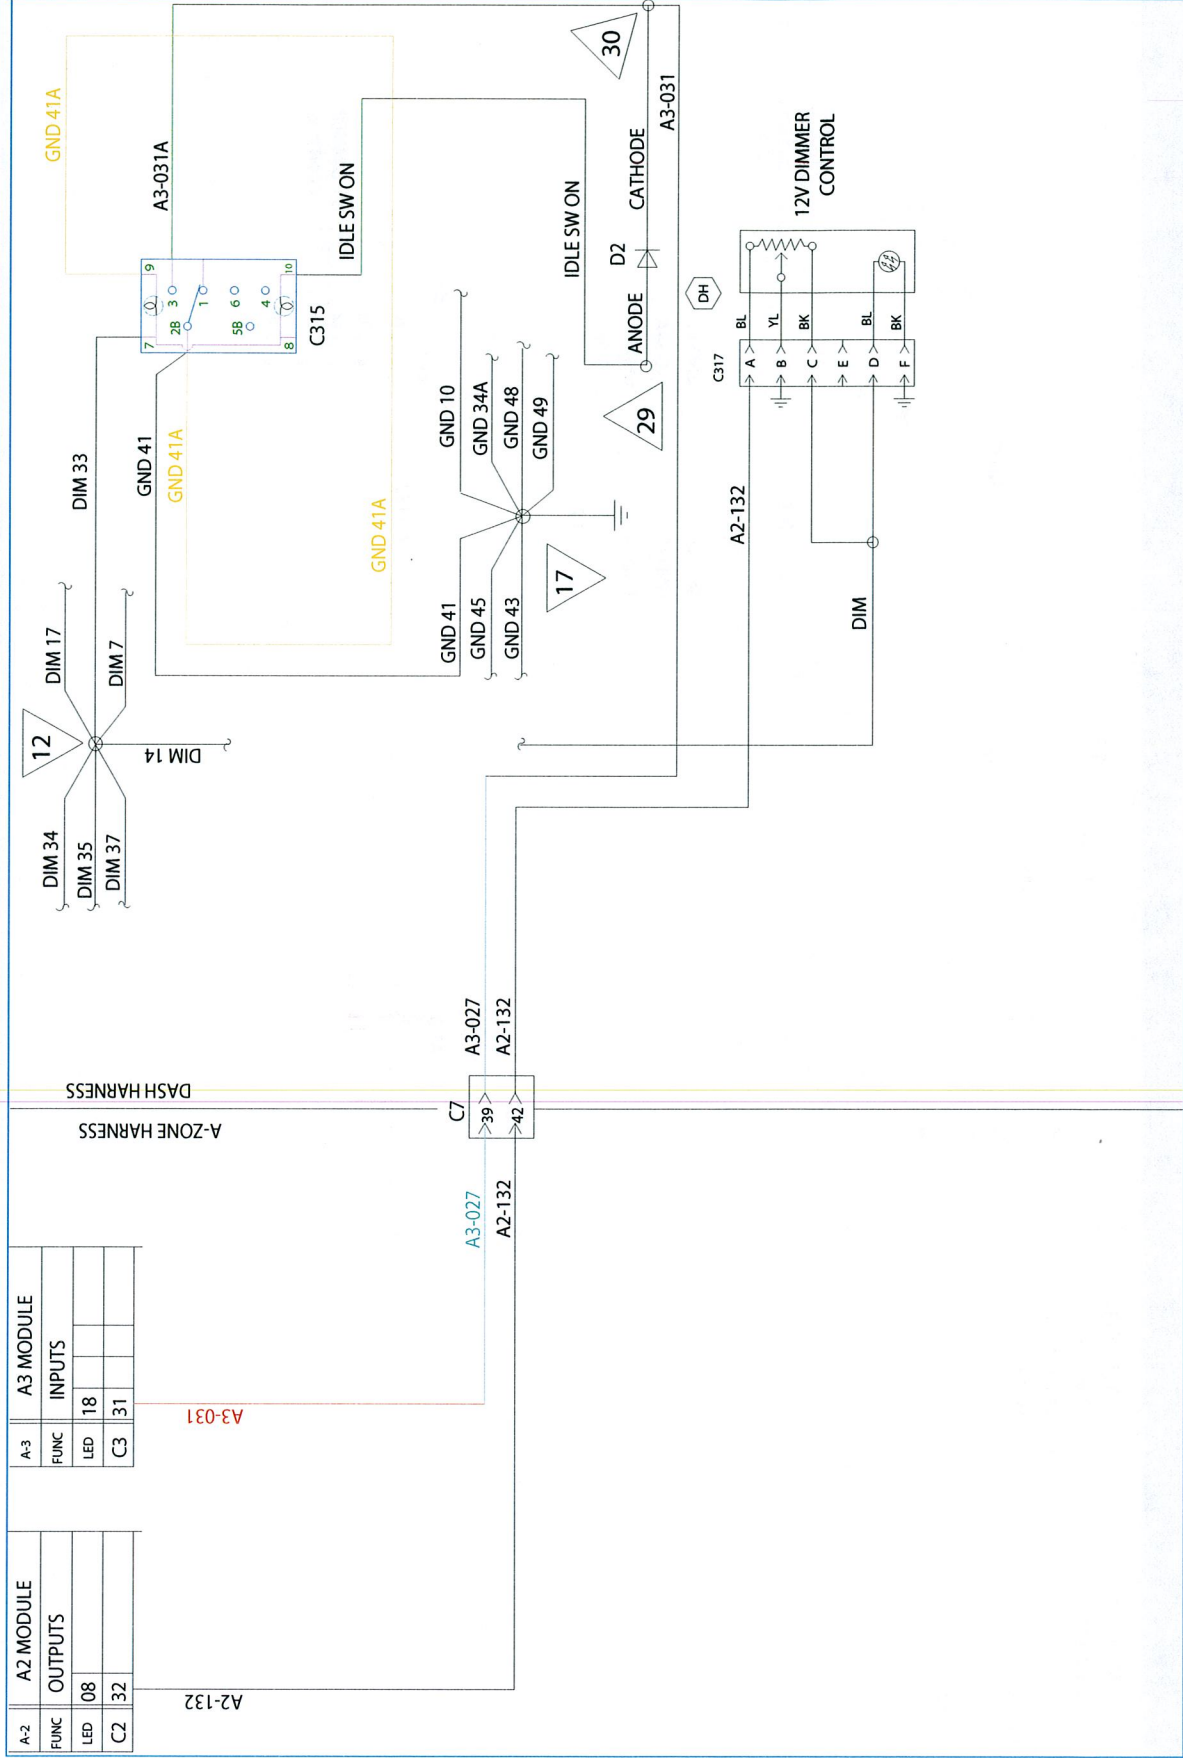 A-2
A2 MODULE
FUNC
OUTPUTS
LED
08
C2
32
A2-132
A-3
A3 MODULE
FUNC
INPUTS
LED
18
C3
31
A3-031
A-ZONE HARNESS
DASH HARNESS
A3-027
A2-132
C7
39
42
A3-027
A2-132
12
DIM 34
DIM 35
DIM 37
DIM 17
DIM 7
DIM 14
DIM 33
GND 41
GND 41A
GND 41A
GND 41A
A3-031A
7
9
2B
3
1
5B
6
4
8
10
C315
IDLE SW ON
IDLE SW ON
GND 41
GND 45
GND 43
17
GND 10
GND 34A
GND 48
GND 49
29
ANODE
D2
CATHODE
30
A3-031
DH
A2-132
DIM
C317
A
B
C
E
D
F
BL
YL
BK
BL
BK
12V DIMMER
CONTROL